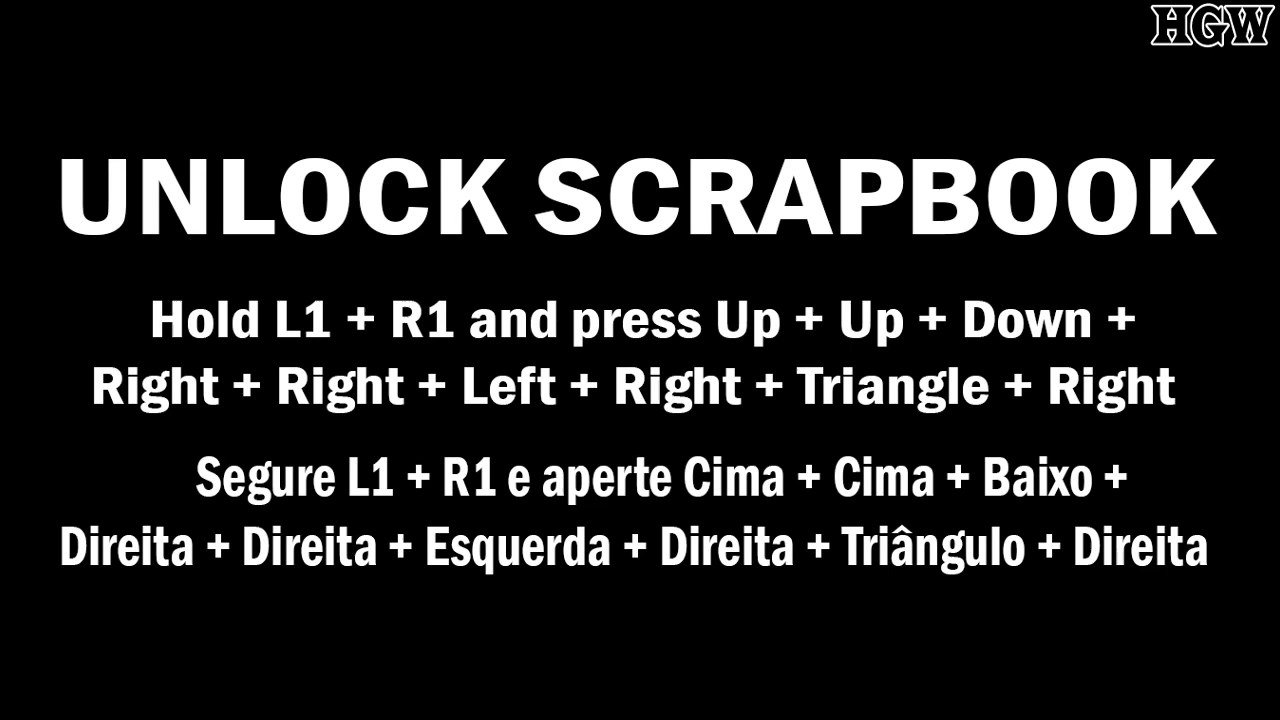 HGW
UNLOCK SCRAPBOOK
Hold L1 + R1 and press Up + Up + Down +
Right + Right + Left + Right + Triangle + Right
Segure L1 + R1 e aperte Cima + Cima + Baixo +
Direita + Direita + Esquerda + Direita + Triângulo + Direita